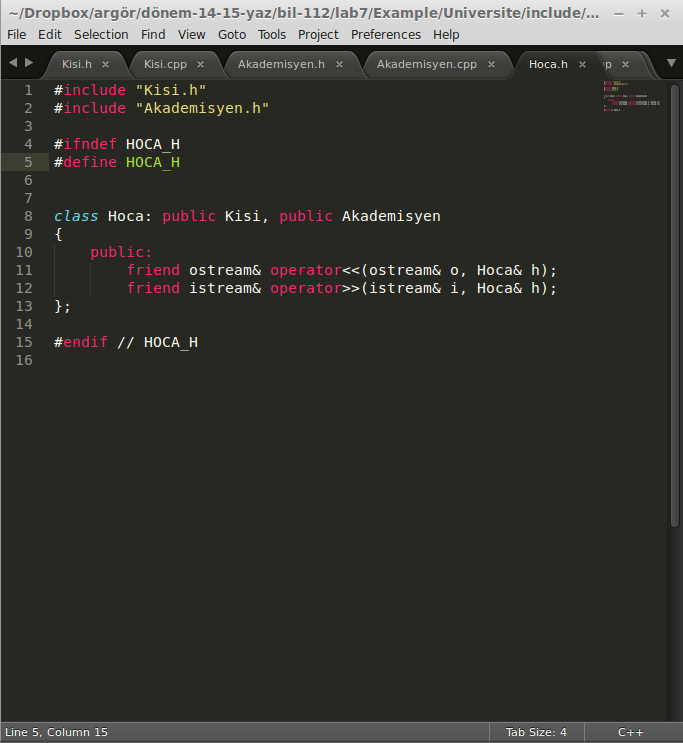 ~/Dropbox/argör/dönem-14-15-yaz/bil-112/lab7/Example/Universite/include/...
File Edit Selection Find View Goto Tools Project Preferences Help
Kisi.h Kisi.cpp Akademisyen.h Akademisyen.cpp Hoca.h
1 #include "Kisi.h"
2 #include "Akademisyen.h"
3
4 #ifndef HOCA_H
5 #define HOCA_H
6
7
8 class Hoca: public Kisi, public Akademisyen
9 {
10 public:
11 friend ostream& operator<<(ostream& o, Hoca& h);
12 friend istream& operator>>(istream& i, Hoca& h);
13 };
14
15 #endif // HOCA_H
16
Line 5, Column 15 Tab Size: 4 C++